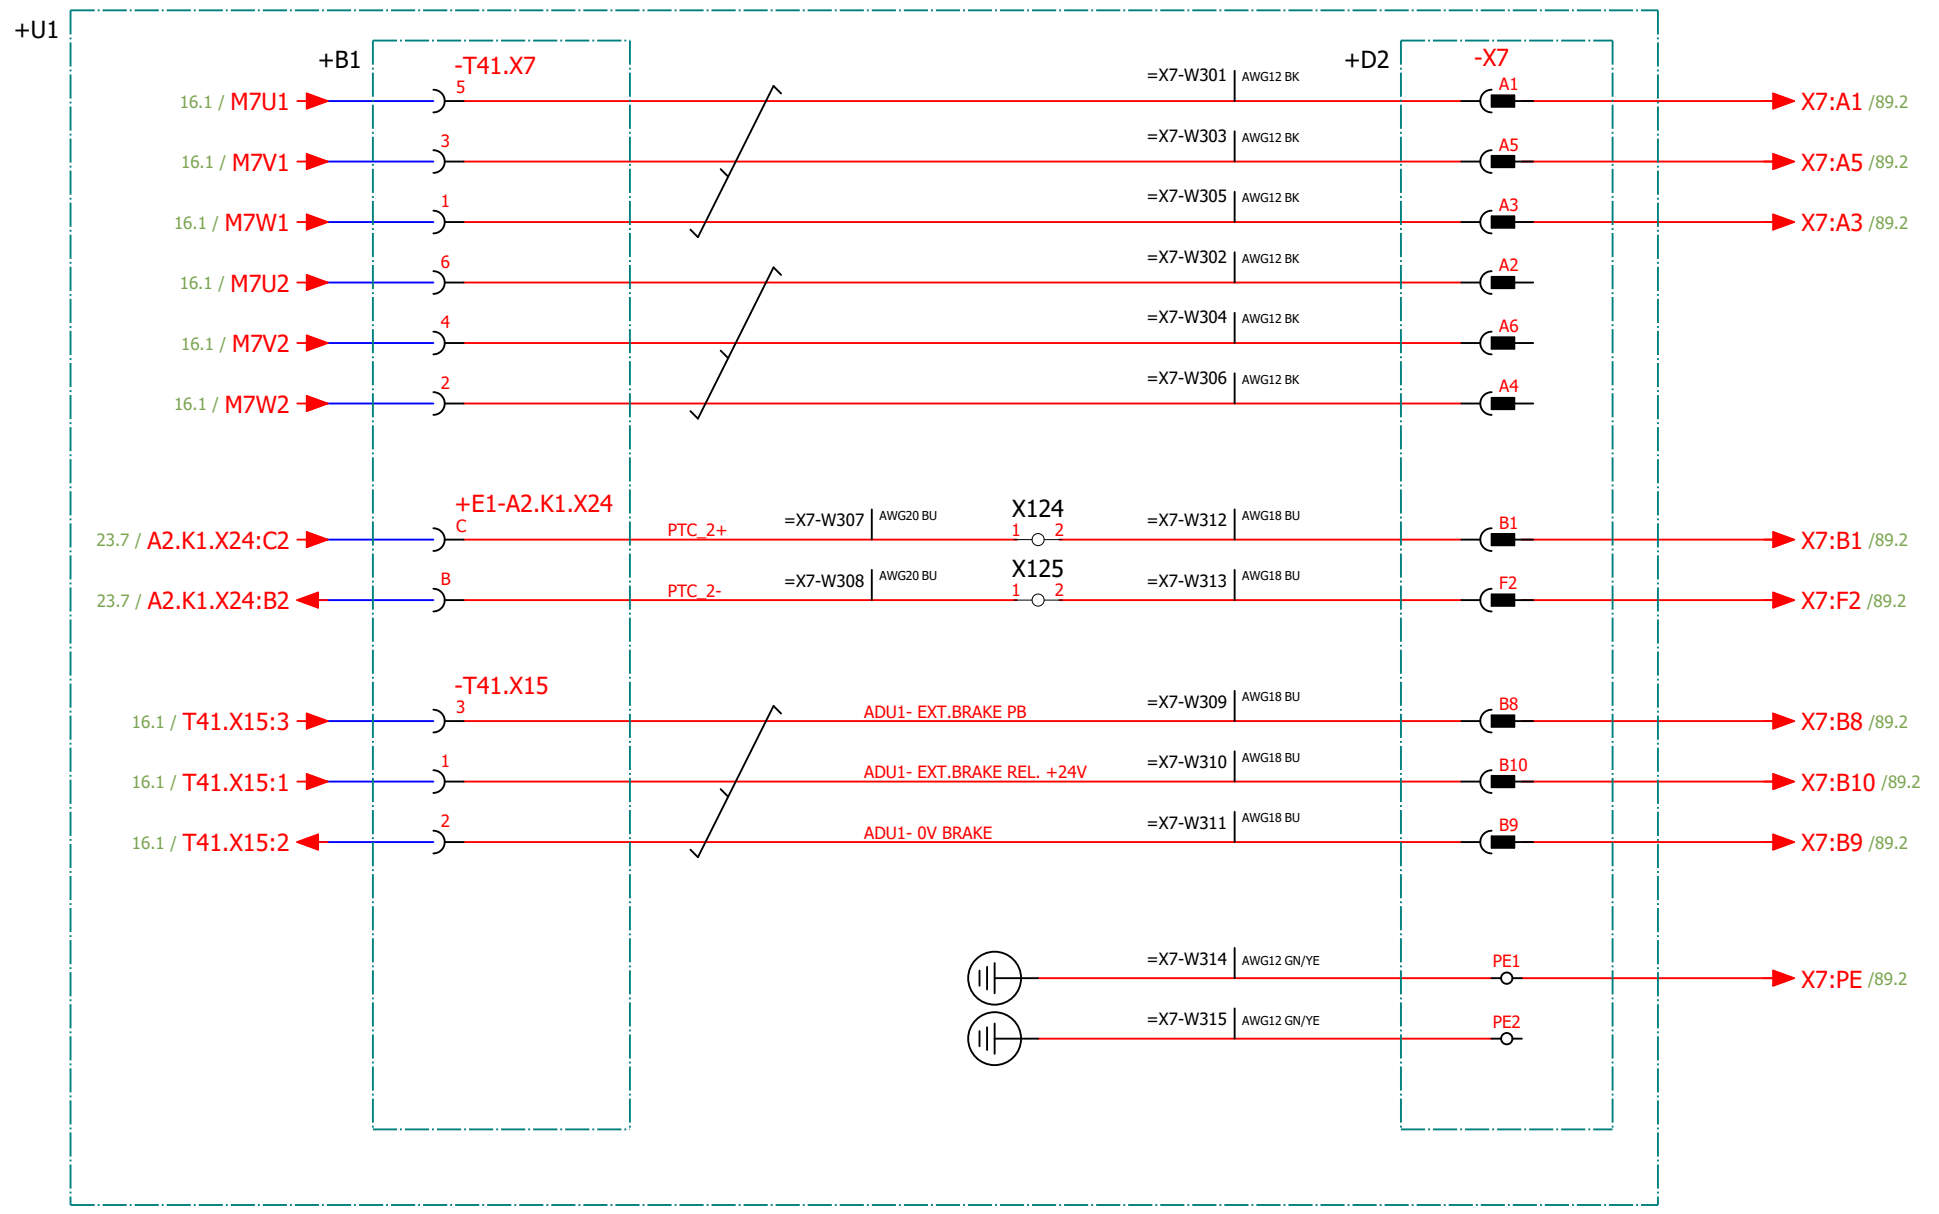 +U1
+B1
-T41.X7
+D2
-X7
16.1 / M7U1 5 =X7-W301 AWG12 BK A1 X7:A1 /89.2
16.1 / M7V1 3 =X7-W303 AWG12 BK A5 X7:A5 /89.2
16.1 / M7W1 1 =X7-W305 AWG12 BK A3 X7:A3 /89.2
16.1 / M7U2 6 =X7-W302 AWG12 BK A2
16.1 / M7V2 4 =X7-W304 AWG12 BK A6
16.1 / M7W2 2 =X7-W306 AWG12 BK A4
+E1-A2.K1.X24
X124
23.7 / A2.K1.X24:C2 C PTC_2+ =X7-W307 AWG20 BU 1 2 =X7-W312 AWG18 BU B1 X7:B1 /89.2
X125
23.7 / A2.K1.X24:B2 B PTC_2- =X7-W308 AWG20 BU 1 2 =X7-W313 AWG18 BU F2 X7:F2 /89.2
-T41.X15
16.1 / T41.X15:3 3 ADU1- EXT.BRAKE PB =X7-W309 AWG18 BU B8 X7:B8 /89.2
16.1 / T41.X15:1 1 ADU1- EXT.BRAKE REL. +24V =X7-W310 AWG18 BU B10 X7:B10 /89.2
16.1 / T41.X15:2 2 ADU1- 0V BRAKE =X7-W311 AWG18 BU B9 X7:B9 /89.2
=X7-W314 AWG12 GN/YE PE1 X7:PE /89.2
=X7-W315 AWG12 GN/YE PE2